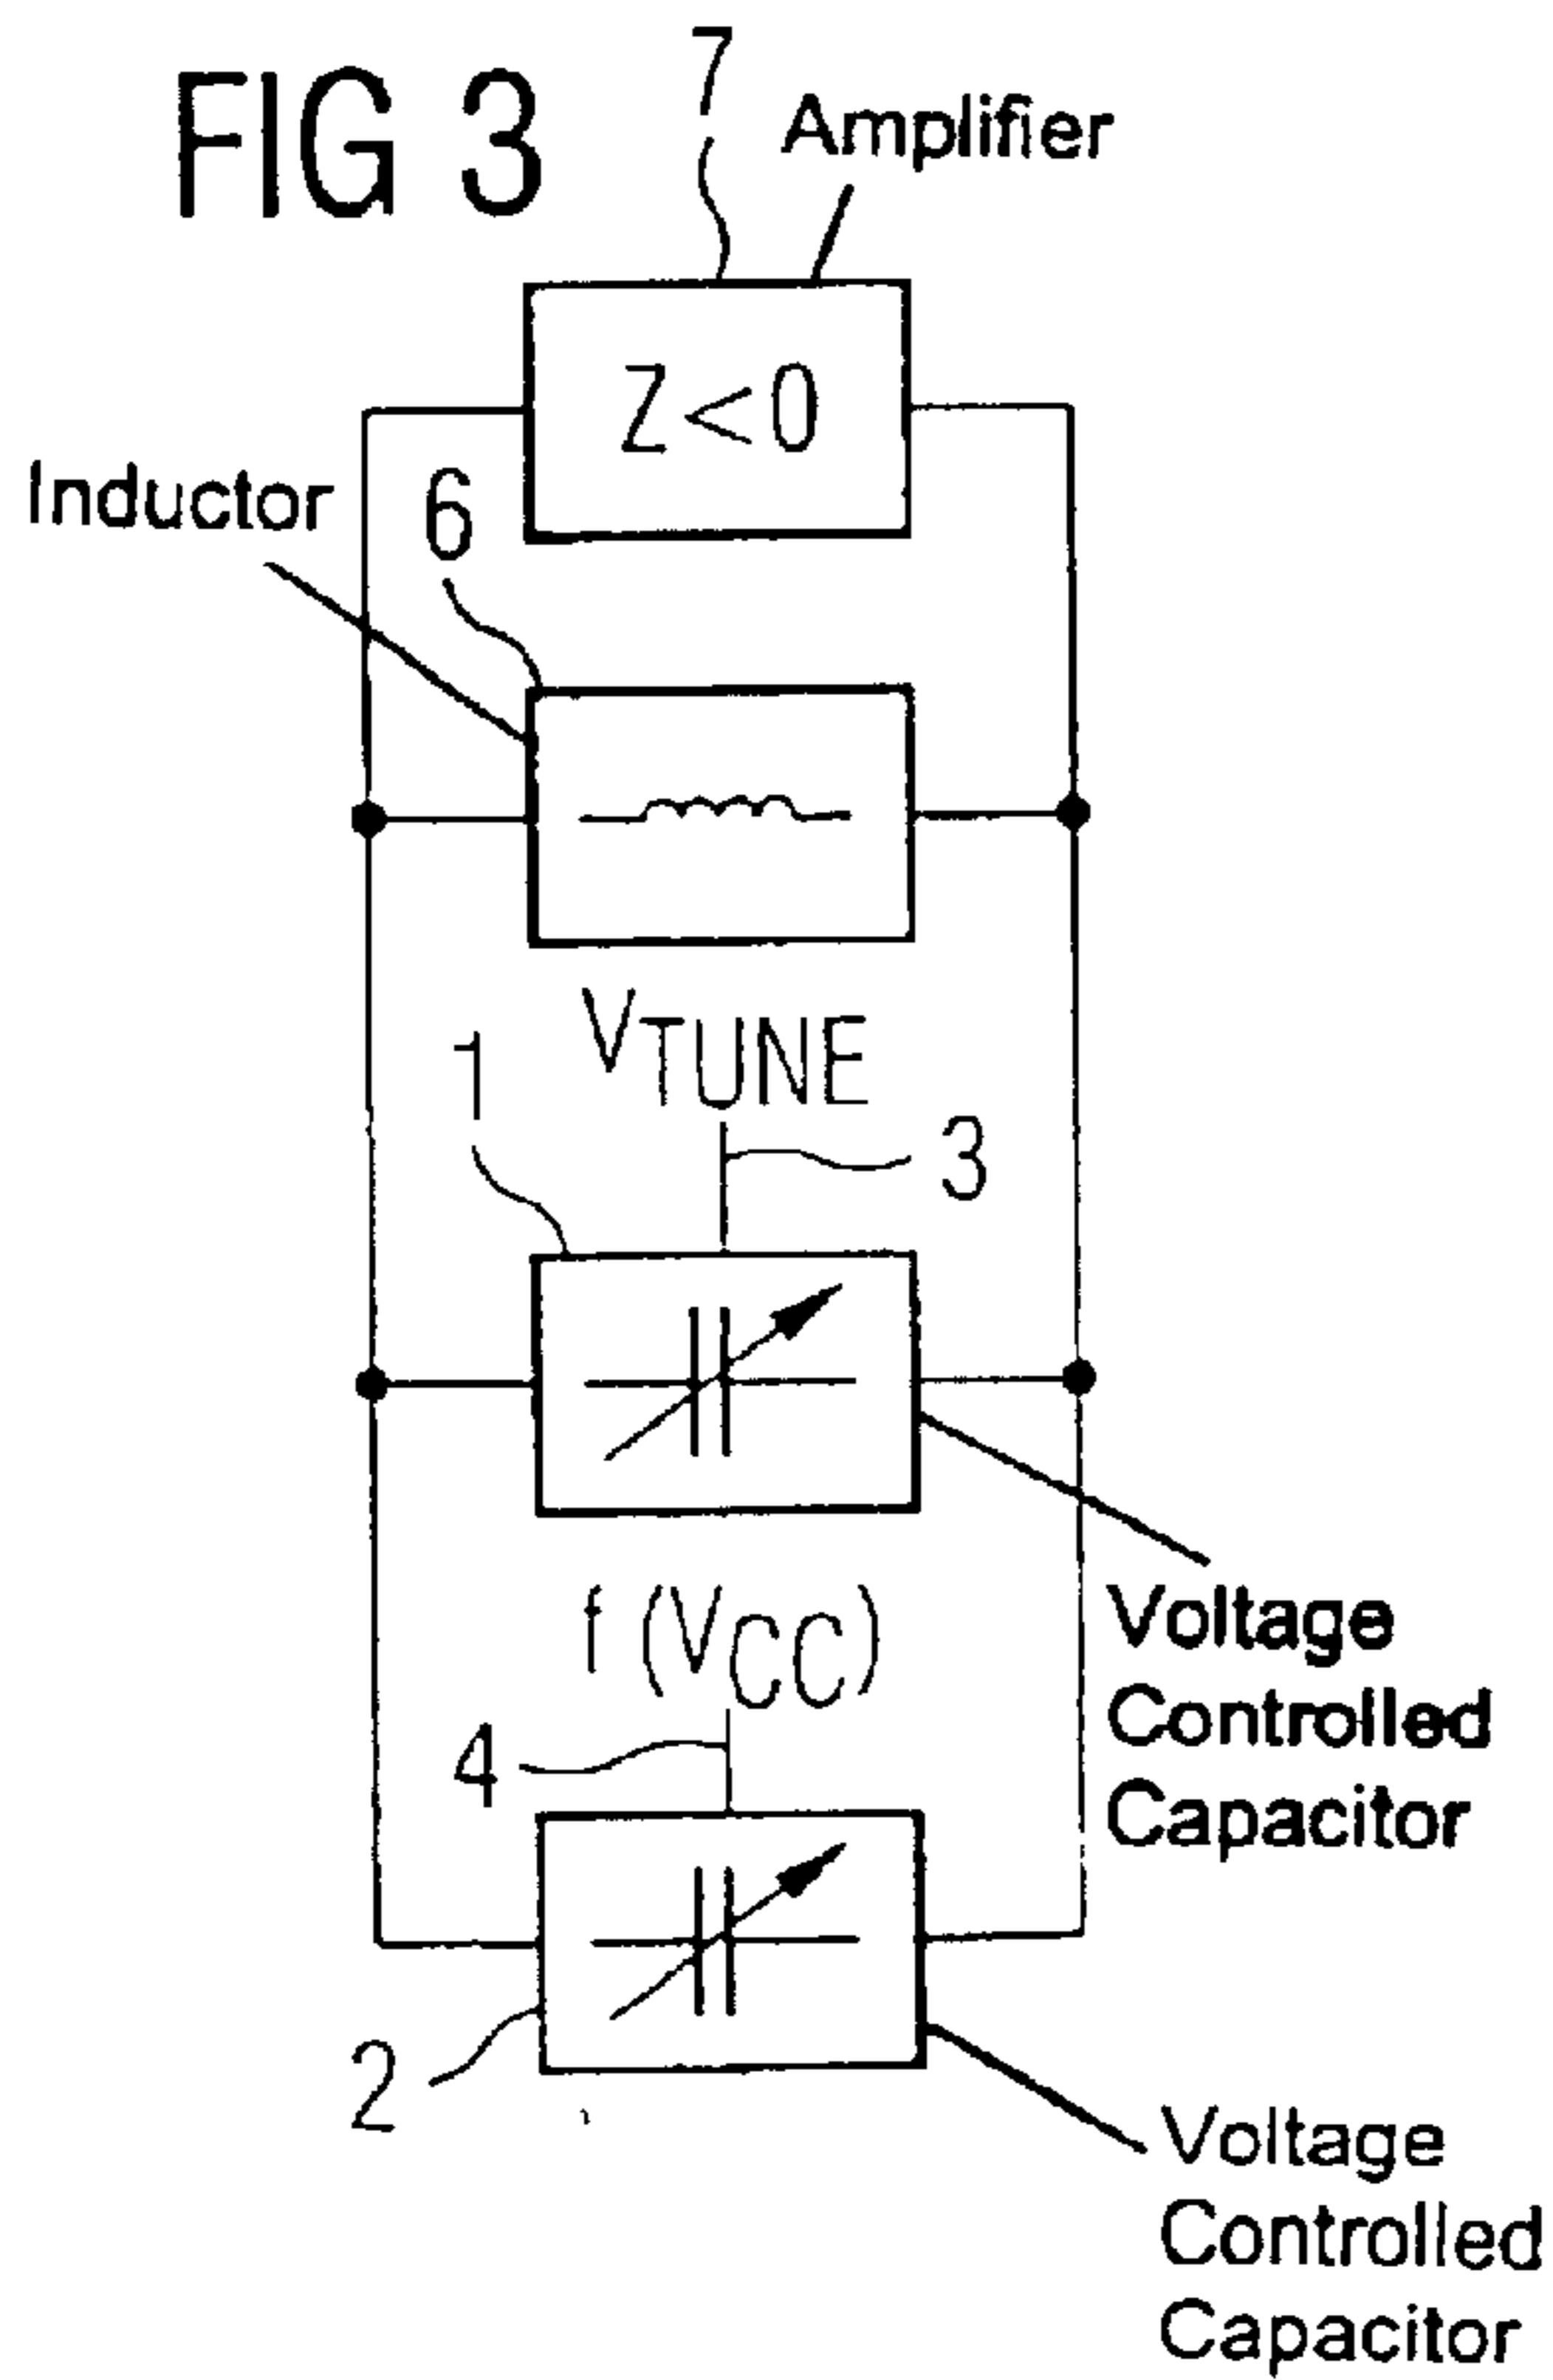 FIG 3
7
Amplifier
Z<0
Inductor
6
VTUNE
1
3
f (VCC)
Voltage
Controlled
Capacitor
4
2
Voltage
Controlled
Capacitor